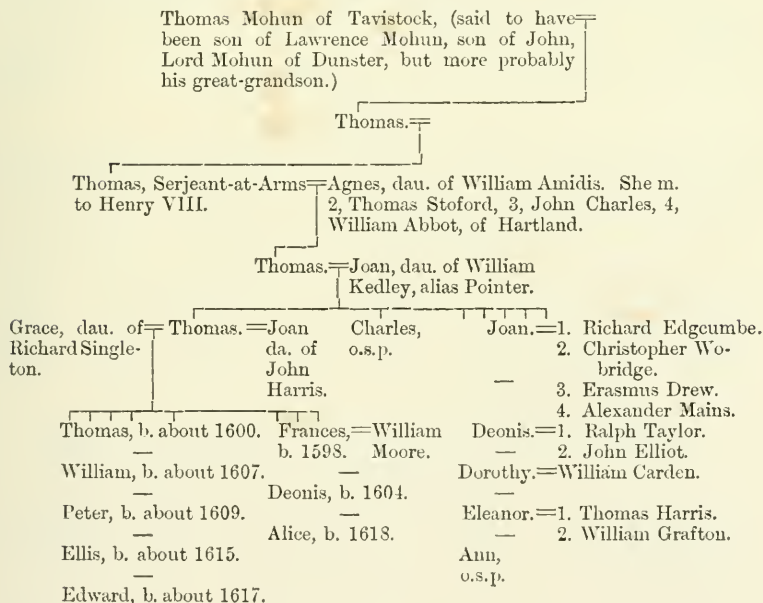 Thomas Mohun of Tavistock, (said to have
been son of Lawrence Mohun, son of John,
Lord Mohun of Dunster, but more probably
his great-grandson.)
Thomas.
Thomas, Serjeant-at-Arms
to Henry VIII.
Agnes, dau. of William Amidis. She m.
2, Thomas Stoford, 3, John Charles, 4,
William Abbot, of Hartland.
Thomas.
Joan, dau. of William
Kedley, alias Pointer.
Grace, dau. of
Richard Single-
ton.
Thomas.
Joan
da. of
John
Harris.
Charles,
o.s.p.
Joan.
1. Richard Edgcumbe.
2. Christopher Wo-
bridge.
3. Erasmus Drew.
4. Alexander Mains.
Thomas, b. about 1600.
William, b. about 1607.
Peter, b. about 1609.
Ellis, b. about 1615.
Edward, b. about 1617.
Frances,
b. 1598.
William
Moore.
Deonis, b. 1604.
Alice, b. 1618.
Deonis.
1. Ralph Taylor.
2. John Elliot.
Dorothy.=William Carden.
Eleanor.
1. Thomas Harris.
2. William Grafton.
Ann,
o.s.p.